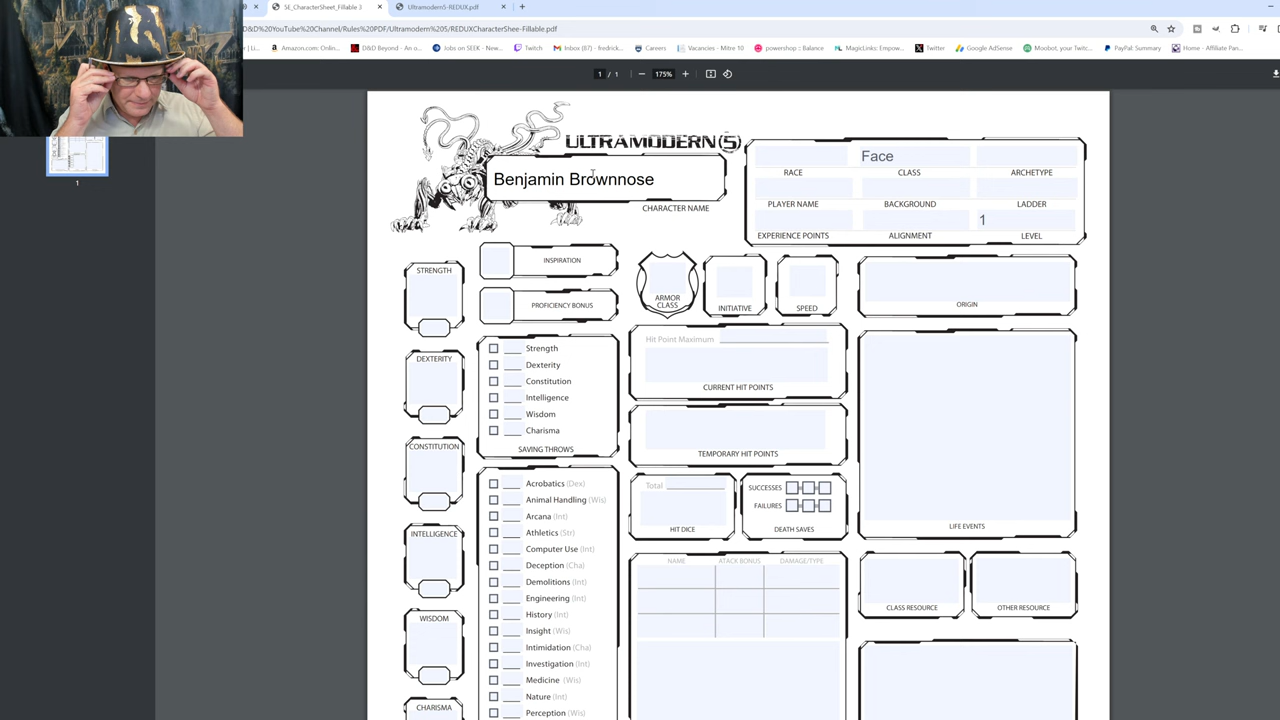 5E_CharacterSheet_Fillable 3
Ultramodern5-REDUX.pdf
D&D%20YouTube%20Channel/Rules%20PDF/Ultramodern%205/REDUXCharacterShee-Fillable.pdf
Amazon.com: Onlin...
D&D Beyond - An o...
Jobs on SEEK - New...
Twitch
Inbox (87) - fredrick...
Careers
Vacancies - Mitre 10
powershop :: Balance
MagicLinks: Empow...
Twitter
Google AdSense
Moobot, your Twitc...
PayPal: Summary
Home - Affiliate Pan...
1 / 1
175%
1
ULTRAMODERN(5)
Benjamin Brownnose
CHARACTER NAME
Face
RACE
CLASS
ARCHETYPE
PLAYER NAME
BACKGROUND
LADDER
1
EXPERIENCE POINTS
ALIGNMENT
LEVEL
STRENGTH
INSPIRATION
PROFICIENCY BONUS
ARMOR
CLASS
INITIATIVE
SPEED
ORIGIN
DEXTERITY
CONSTITUTION
INTELLIGENCE
WISDOM
CHARISMA
Strength
Dexterity
Constitution
Intelligence
Wisdom
Charisma
SAVING THROWS
Acrobatics (Dex)
Animal Handling (Wis)
Arcana (Int)
Athletics (Str)
Computer Use (Int)
Deception (Cha)
Demolitions (Int)
Engineering (Int)
History (Int)
Insight (Wis)
Intimidation (Cha)
Investigation (Int)
Medicine (Wis)
Nature (Int)
Perception (Wis)
Hit Point Maximum
CURRENT HIT POINTS
TEMPORARY HIT POINTS
Total
HIT DICE
SUCCESSES
FAILURES
DEATH SAVES
NAME
ATACK BONUS
DAMAGE/TYPE
LIFE EVENTS
CLASS RESOURCE
OTHER RESOURCE